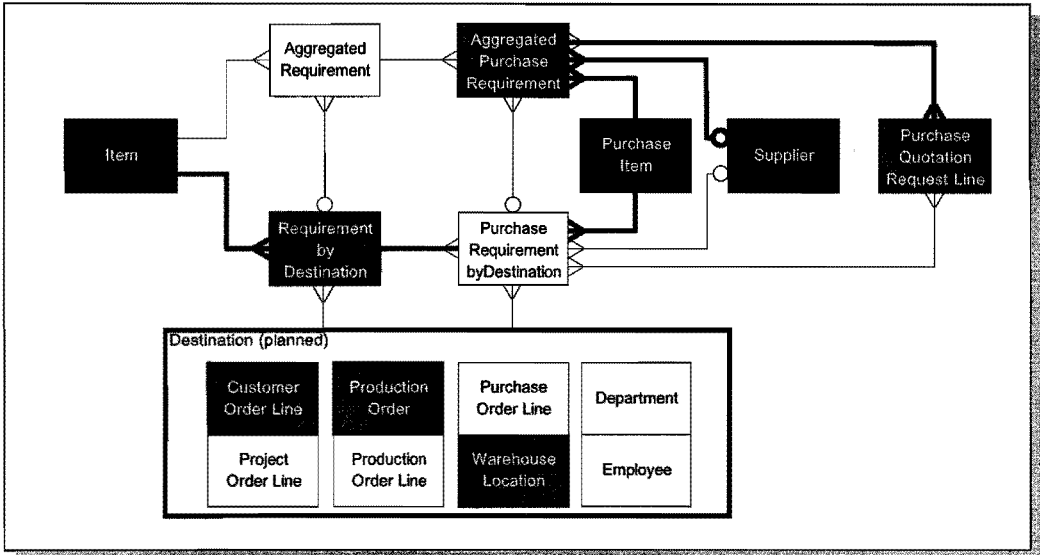 Aggregated
Requirement
Aggregated
Purchase
Requirement
Item
Purchase
Item
Supplier
Purchase
Quotation
Request Line
Requirement
by
Destination
Purchase
Requirement
byDestination
Destination (planned)
Customer
Order Line
Production
Order
Purchase
Order Line
Department
Project
Order Line
Production
Order Line
Warehouse
Location
Employee